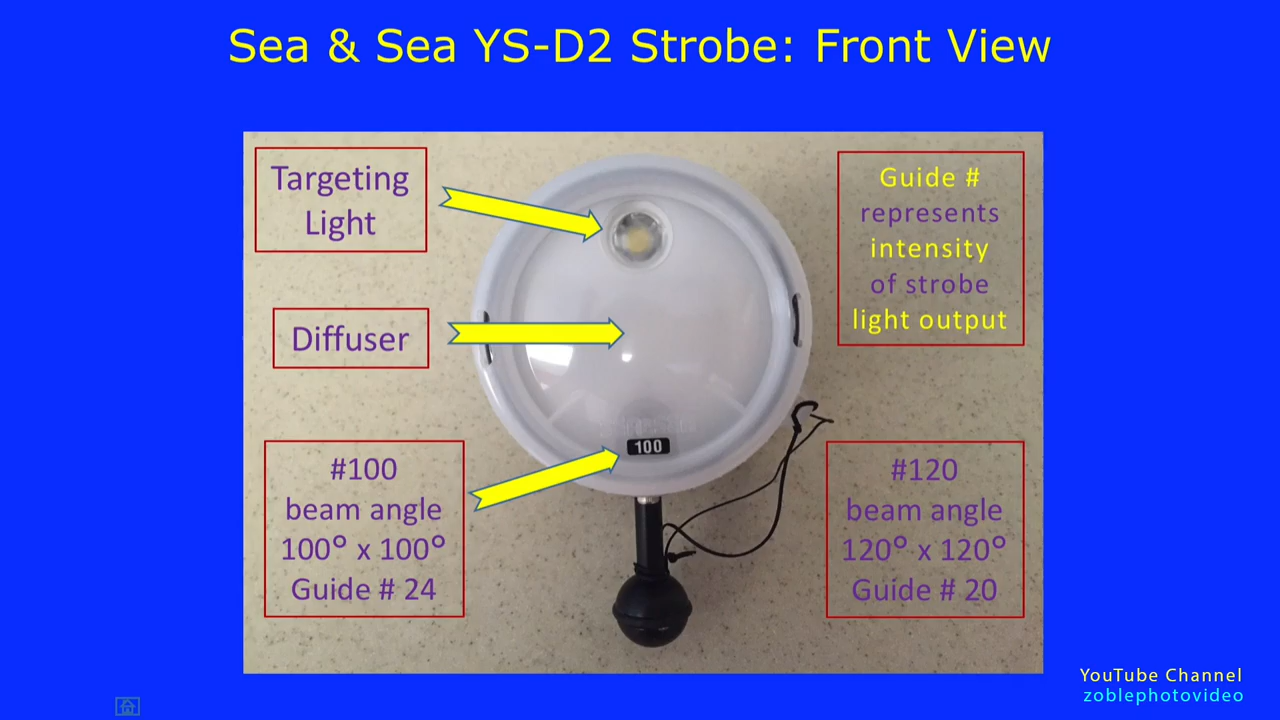 Sea & Sea YS-D2 Strobe: Front View
Targeting
Light
Guide #
represents
intensity
of strobe
light output
Diffuser
100
#100
beam angle
100° x 100°
Guide # 24
#120
beam angle
120° x 120°
Guide # 20
YouTube Channel
zoblephotovideo